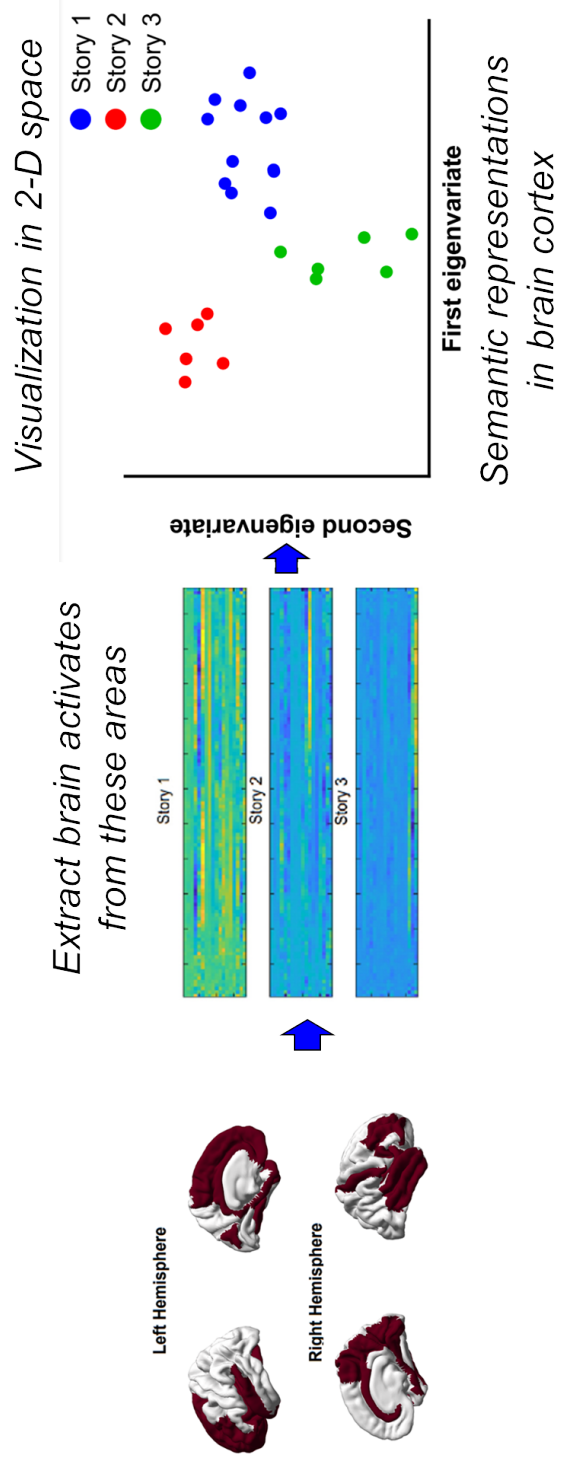 Left Hemisphere
Right Hemisphere
Extract brain activates
from these areas
Story 1
Story 2
Story 3
Visualization in 2-D space
Story 1
Story 2
Story 3
Second eigenvariate
First eigenvariate
Semantic representations
in brain cortex